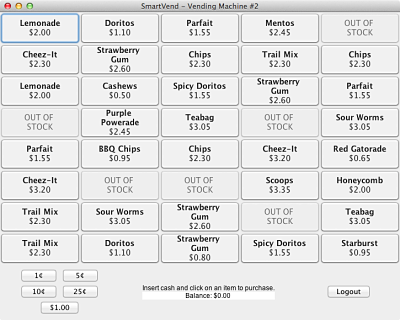 SmartVend - Vending Machine #2
Lemonade
$2.00
Doritos
$1.10
Parfait
$1.55
Mentos
$2.45
OUT OF
STOCK
Cheez-It
$2.30
Strawberry
Gum
$2.60
Chips
$2.30
Trail Mix
$2.30
Chips
$2.30
Lemonade
$2.00
Cashews
$0.50
Spicy Doritos
$1.55
Strawberry
Gum
$2.60
Parfait
$1.55
OUT OF
STOCK
Purple
Powerade
$2.45
Teabag
$3.05
OUT OF
STOCK
Sour Worms
$3.05
Parfait
$1.55
BBQ Chips
$0.95
Chips
$2.30
Cheez-It
$3.20
Red Gatorade
$0.65
Cheez-It
$3.20
OUT OF
STOCK
OUT OF
STOCK
Scoops
$3.35
Honeycomb
$2.00
Trail Mix
$2.30
Sour Worms
$3.05
Strawberry
Gum
$2.60
OUT OF
STOCK
Teabag
$3.05
Trail Mix
$2.30
Doritos
$1.10
Strawberry
Gum
$0.80
Spicy Doritos
$1.55
Starburst
$0.95
1¢
5¢
10¢
25¢
$1.00
Insert cash and click on an item to purchase.
Balance: $0.00
Logout